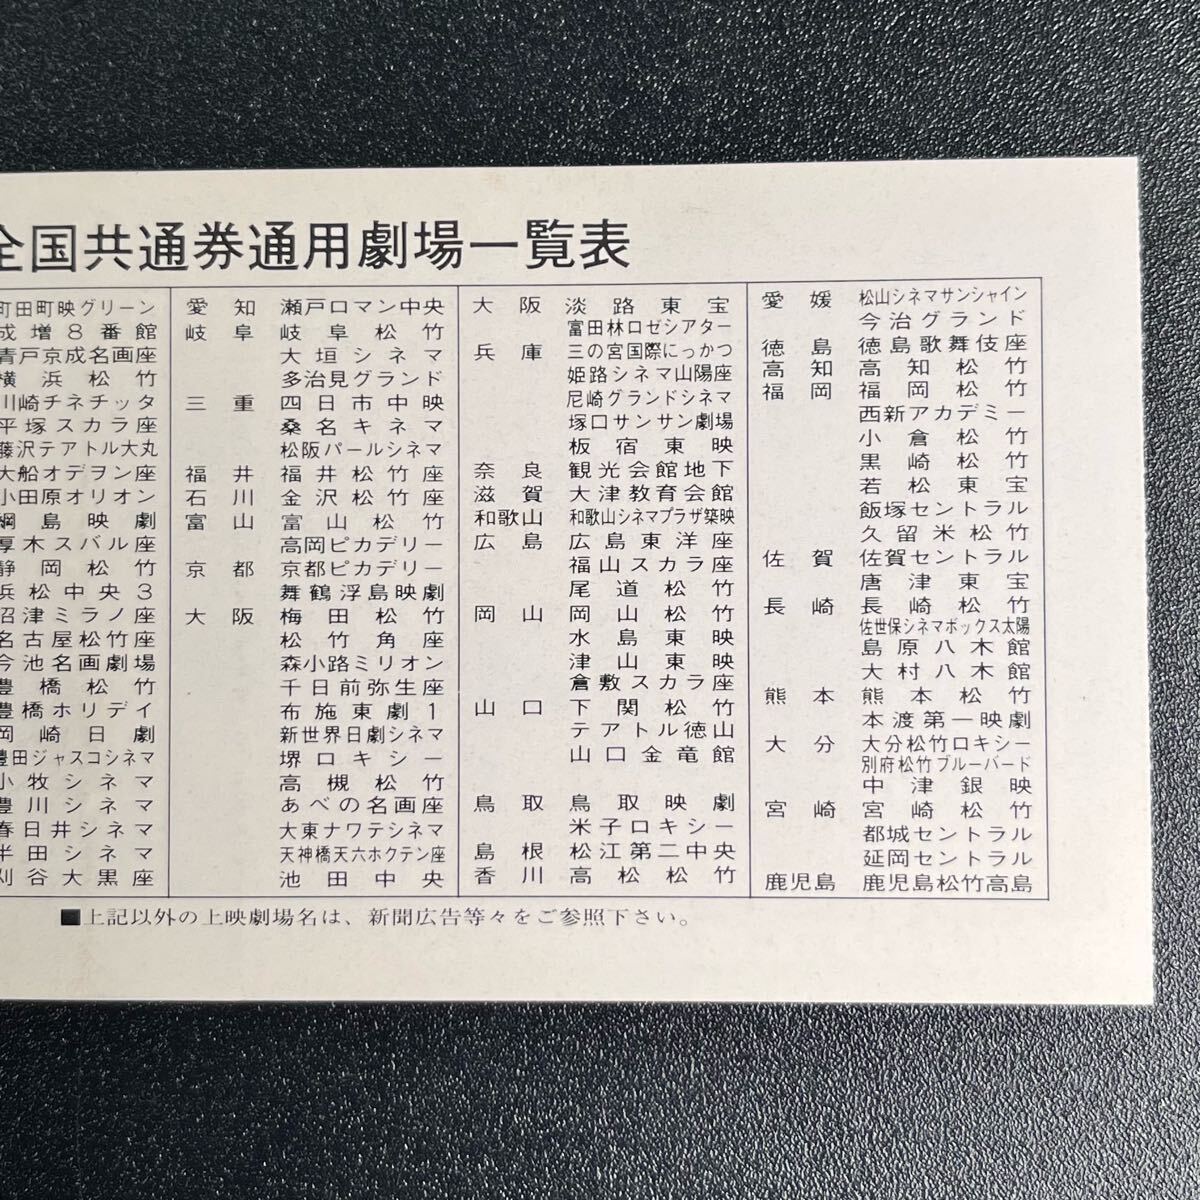 全国共通券通用劇場一覧表
町田町映グリーン
成増8番館
青戸京成名画座
横浜松竹
川崎チネチッタ
平塚スカラ座
藤沢テアトル大丸
大船オデヲン座
小田原オリオン
綱島映劇
厚木スバル座
静岡松竹
浜松中央3
沼津ミラノ座
名古屋松竹座
今池名画劇場
豊橋松竹
豊橋ホリデイ
岡崎日劇
豊田ジャスコシネマ
小牧シネマ
豊川シネマ
春日井シネマ
半田シネマ
刈谷大黒座
愛知 瀬戸ロマン中央
岐阜 岐阜松竹
大垣シネマ
多治見グランド
三重 四日市中映
桑名キネマ
松阪パールシネマ
福井 福井松竹座
石川 金沢松竹座
富山 富山松竹
高岡ピカデリー
京都 京都ピカデリー
舞鶴浮島映劇
大阪 梅田松竹
松竹角座
森小路ミリオン
千日前弥生座
布施東劇1
新世界日劇シネマ
堺ロキシー
高槻松竹
あべの名画座
大東ナワテシネマ
天神橋天六ホクテン座
池田中央
大阪 淡路東宝
富田林ロゼシアター
兵庫 三の宮国際にっかつ
姫路シネマ山陽座
尼崎グランドシネマ
塚口サンサン劇場
板宿東映
奈良 観光会館地下
滋賀 大津教育会館
和歌山 和歌山シネマプラザ築映
広島 広島東洋座
福山スカラ座
尾道松竹
岡山 岡山松竹
水島東映
津山東映
倉敷スカラ座
山口 下関松竹
テアトル徳山
山口金竜館
鳥取 鳥取映劇
米子ロキシー
島根 松江第二中央
香川 高松松竹
愛媛 松山シネマサンシャイン
今治グランド
徳島 徳島歌舞伎座
高知 高知松竹
福岡 福岡松竹
西新アカデミー
小倉松竹
黒崎松竹
若松東宝
飯塚セントラル
久留米松竹
佐賀 佐賀セントラル
唐津東宝
長崎 長崎松竹
佐世保シネマボックス太陽
島原八木館
大村八木館
熊本 熊本松竹
本渡第一映劇
大分 大分松竹ロキシー
別府松竹ブルーバード
中津銀映
宮崎 宮崎松竹
都城セントラル
延岡セントラル
鹿児島 鹿児島松竹高島
■上記以外の上映劇場名は、新聞広告等々をご参照下さい。